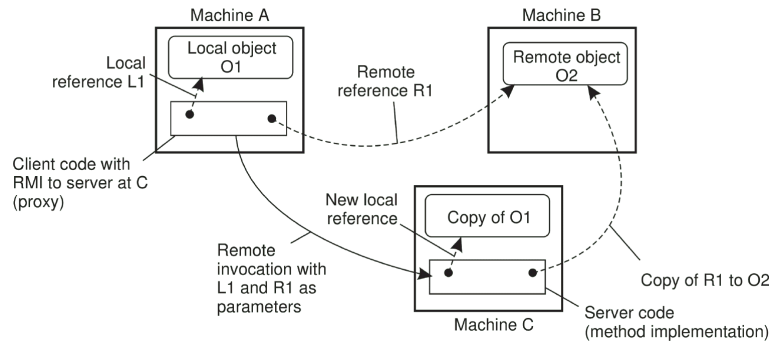 Machine A
Machine B
Local object
O1
Remote object
O2
Local
reference L1
Remote
reference R1
Client code with
RMI to server at C
(proxy)
New local
reference
Copy of O1
Remote
invocation with
L1 and R1 as
parameters
Copy of R1 to O2
Server code
(method implementation)
Machine C